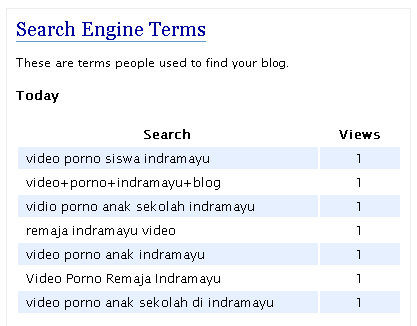 Search Engine Terms
These are terms people used to find your blog.
Today
Search Views
video porno siswa indramayu 1
video+porno+indramayu+blog 1
vidio porno anak sekolah indramayu 1
remaja indramayu video 1
video porno anak indramayu 1
Video Porno Remaja Indramayu 1
video porno anak sekolah di indramayu 1